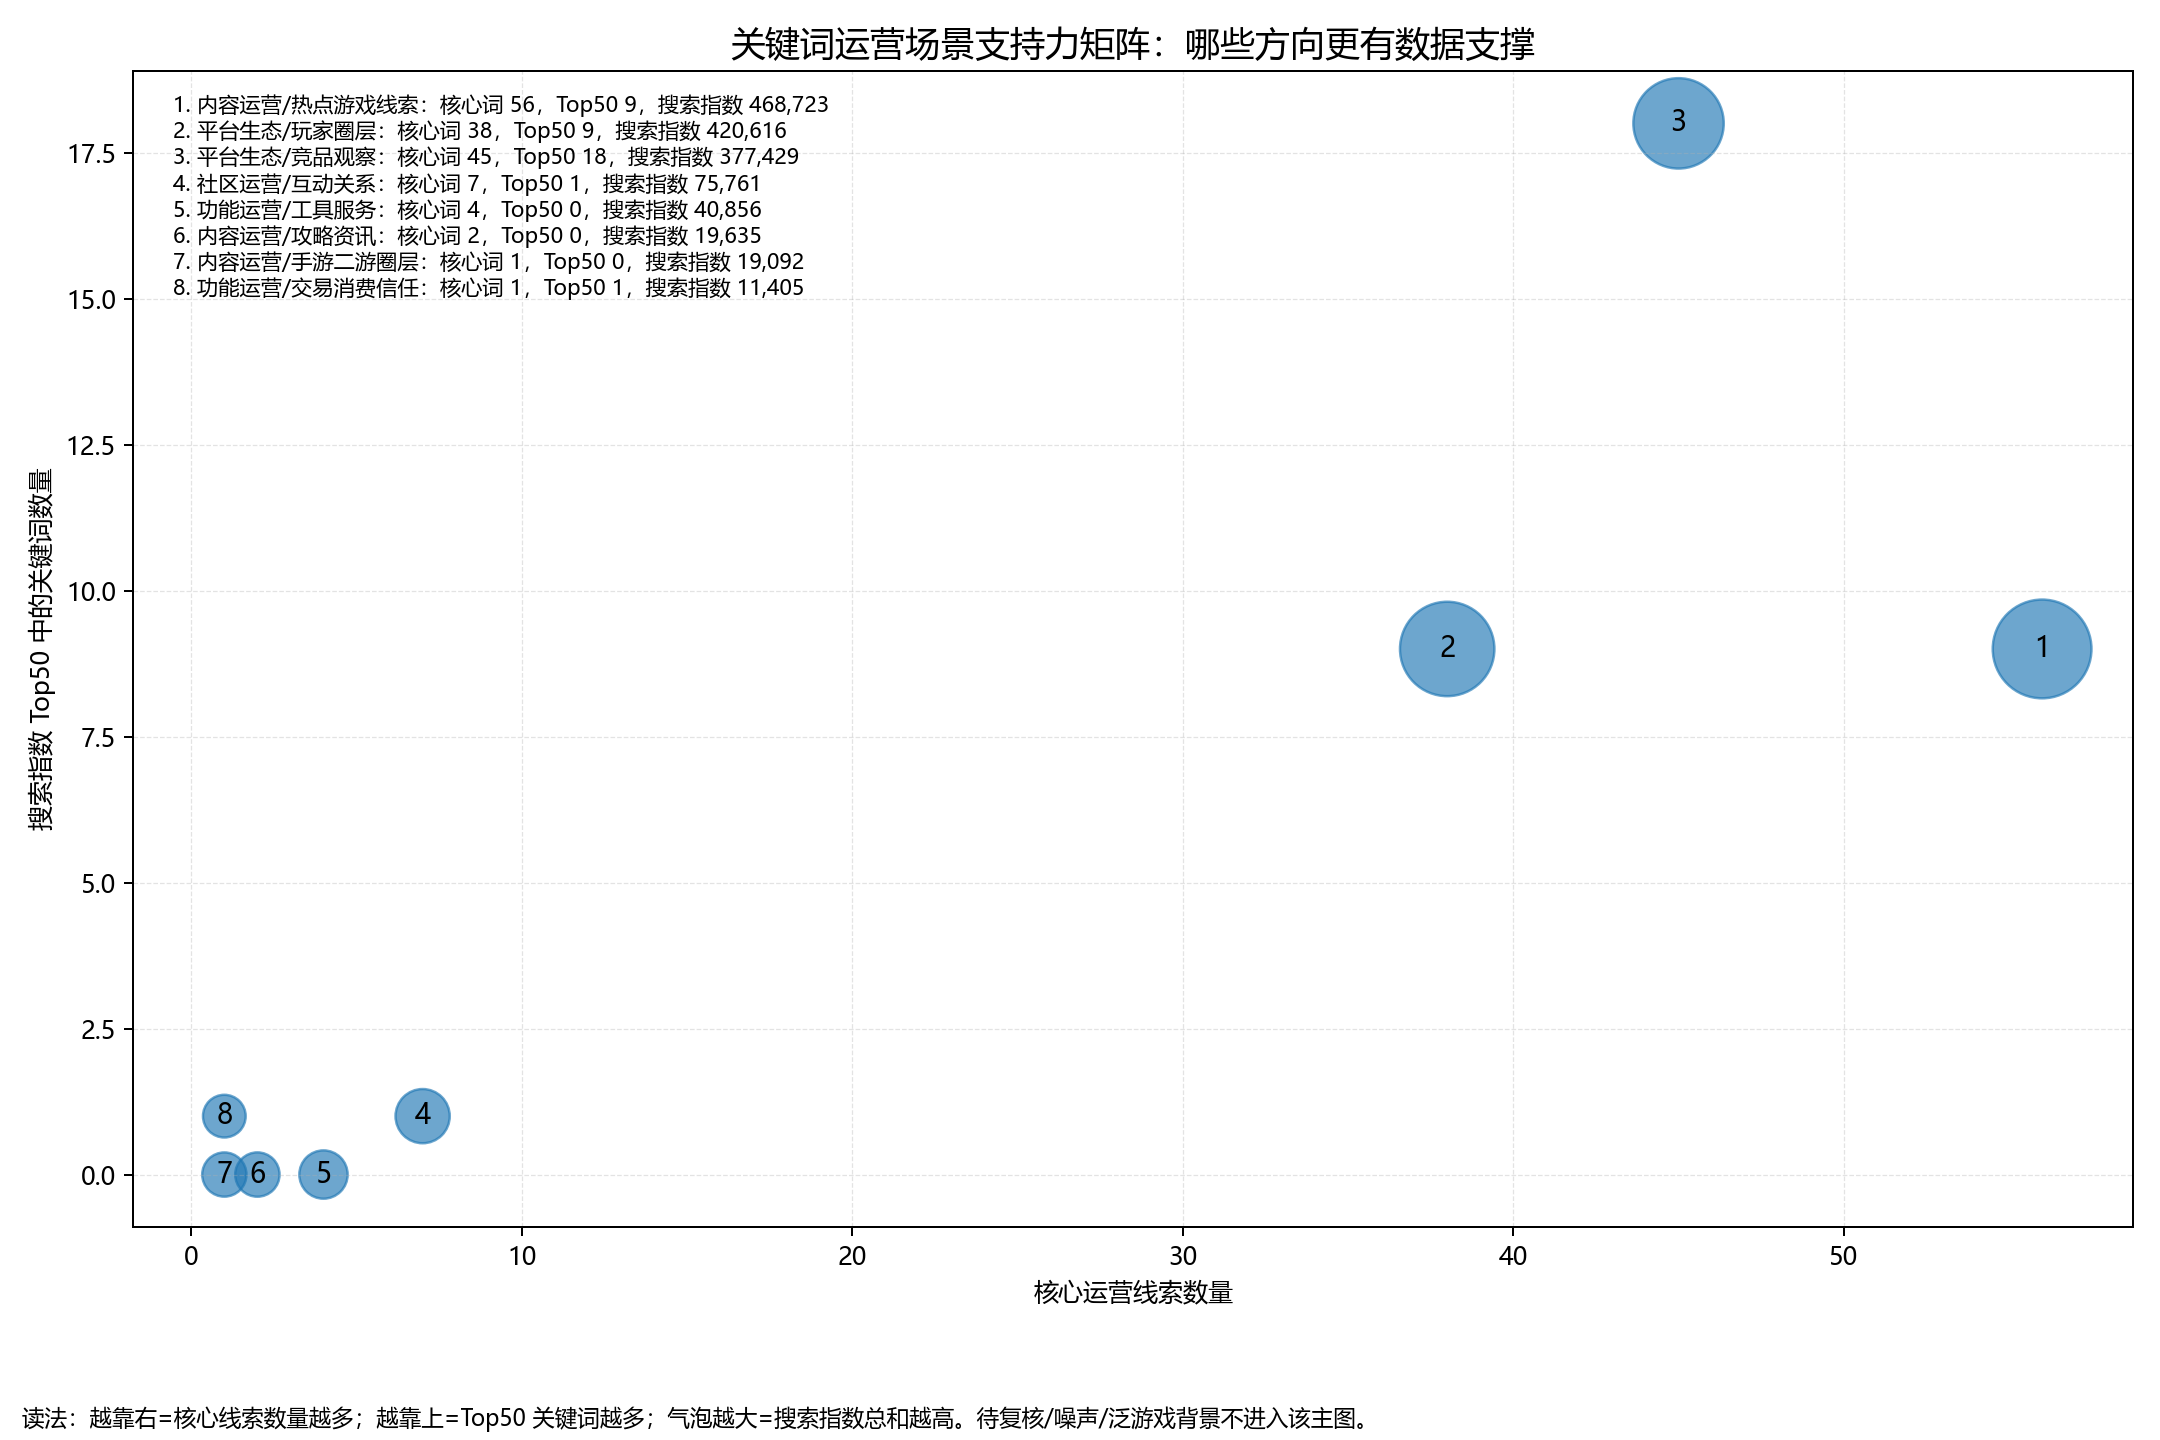 关键词运营场景支持力矩阵：哪些方向更有数据支撑
1. 内容运营/热点游戏线索：核心词 56，Top50 9，搜索指数 468,723
2. 平台生态/玩家圈层：核心词 38，Top50 9，搜索指数 420,616
3. 平台生态/竞品观察：核心词 45，Top50 18，搜索指数 377,429
4. 社区运营/互动关系：核心词 7，Top50 1，搜索指数 75,761
5. 功能运营/工具服务：核心词 4，Top50 0，搜索指数 40,856
6. 内容运营/攻略资讯：核心词 2，Top50 0，搜索指数 19,635
7. 内容运营/手游二游圈层：核心词 1，Top50 0，搜索指数 19,092
8. 功能运营/交易消费信任：核心词 1，Top50 1，搜索指数 11,405
搜索指数 Top50 中的关键词数量
17.5
15.0
12.5
10.0
7.5
5.0
2.5
0.0
3
2
1
8
4
7
6
5
0
10
20
30
40
50
核心运营线索数量
读法：越靠右=核心线索数量越多；越靠上=Top50 关键词越多；气泡越大=搜索指数总和越高。待复核/噪声/泛游戏背景不进入该主图。